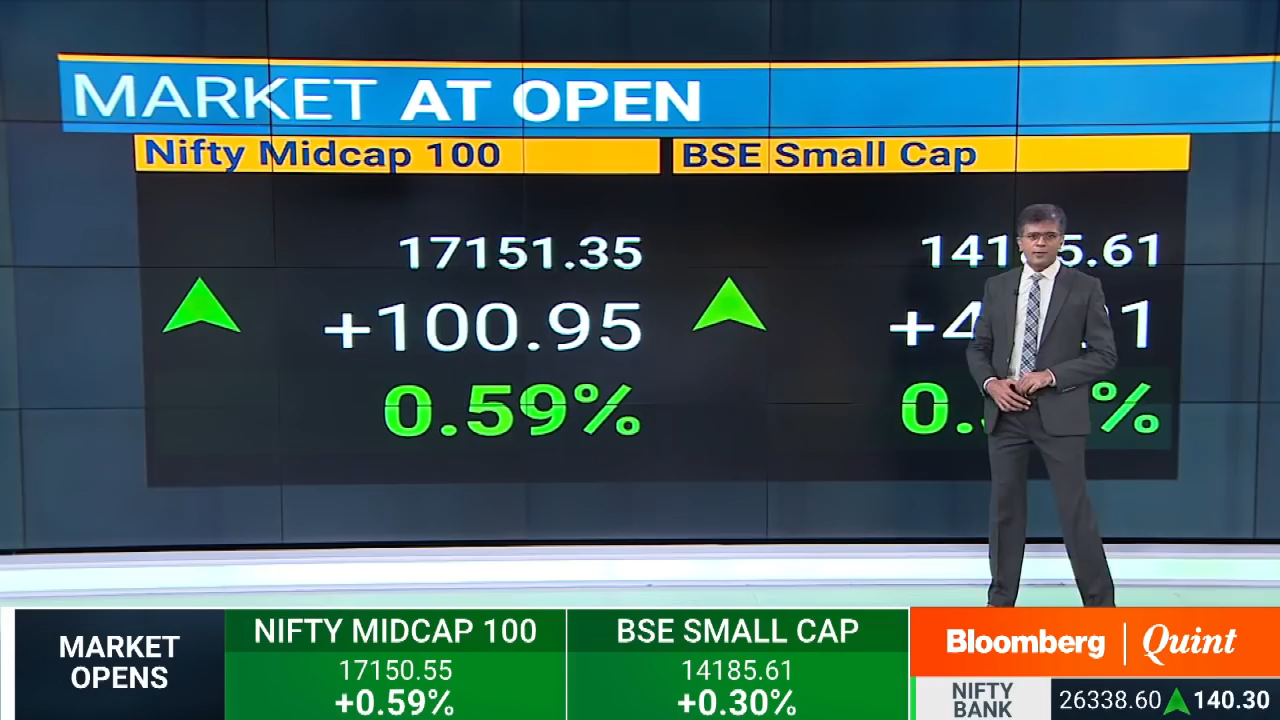 MARKET AT OPEN
Nifty Midcap 100
BSE Small Cap
17151.35
+100.95
0.59%
MARKET
OPENS
NIFTY MIDCAP 100
17150.55
+0.59%
BSE SMALL CAP
14185.61
+0.30%
Bloomberg | Quint
NIFTY
BANK
26338.60 140.30